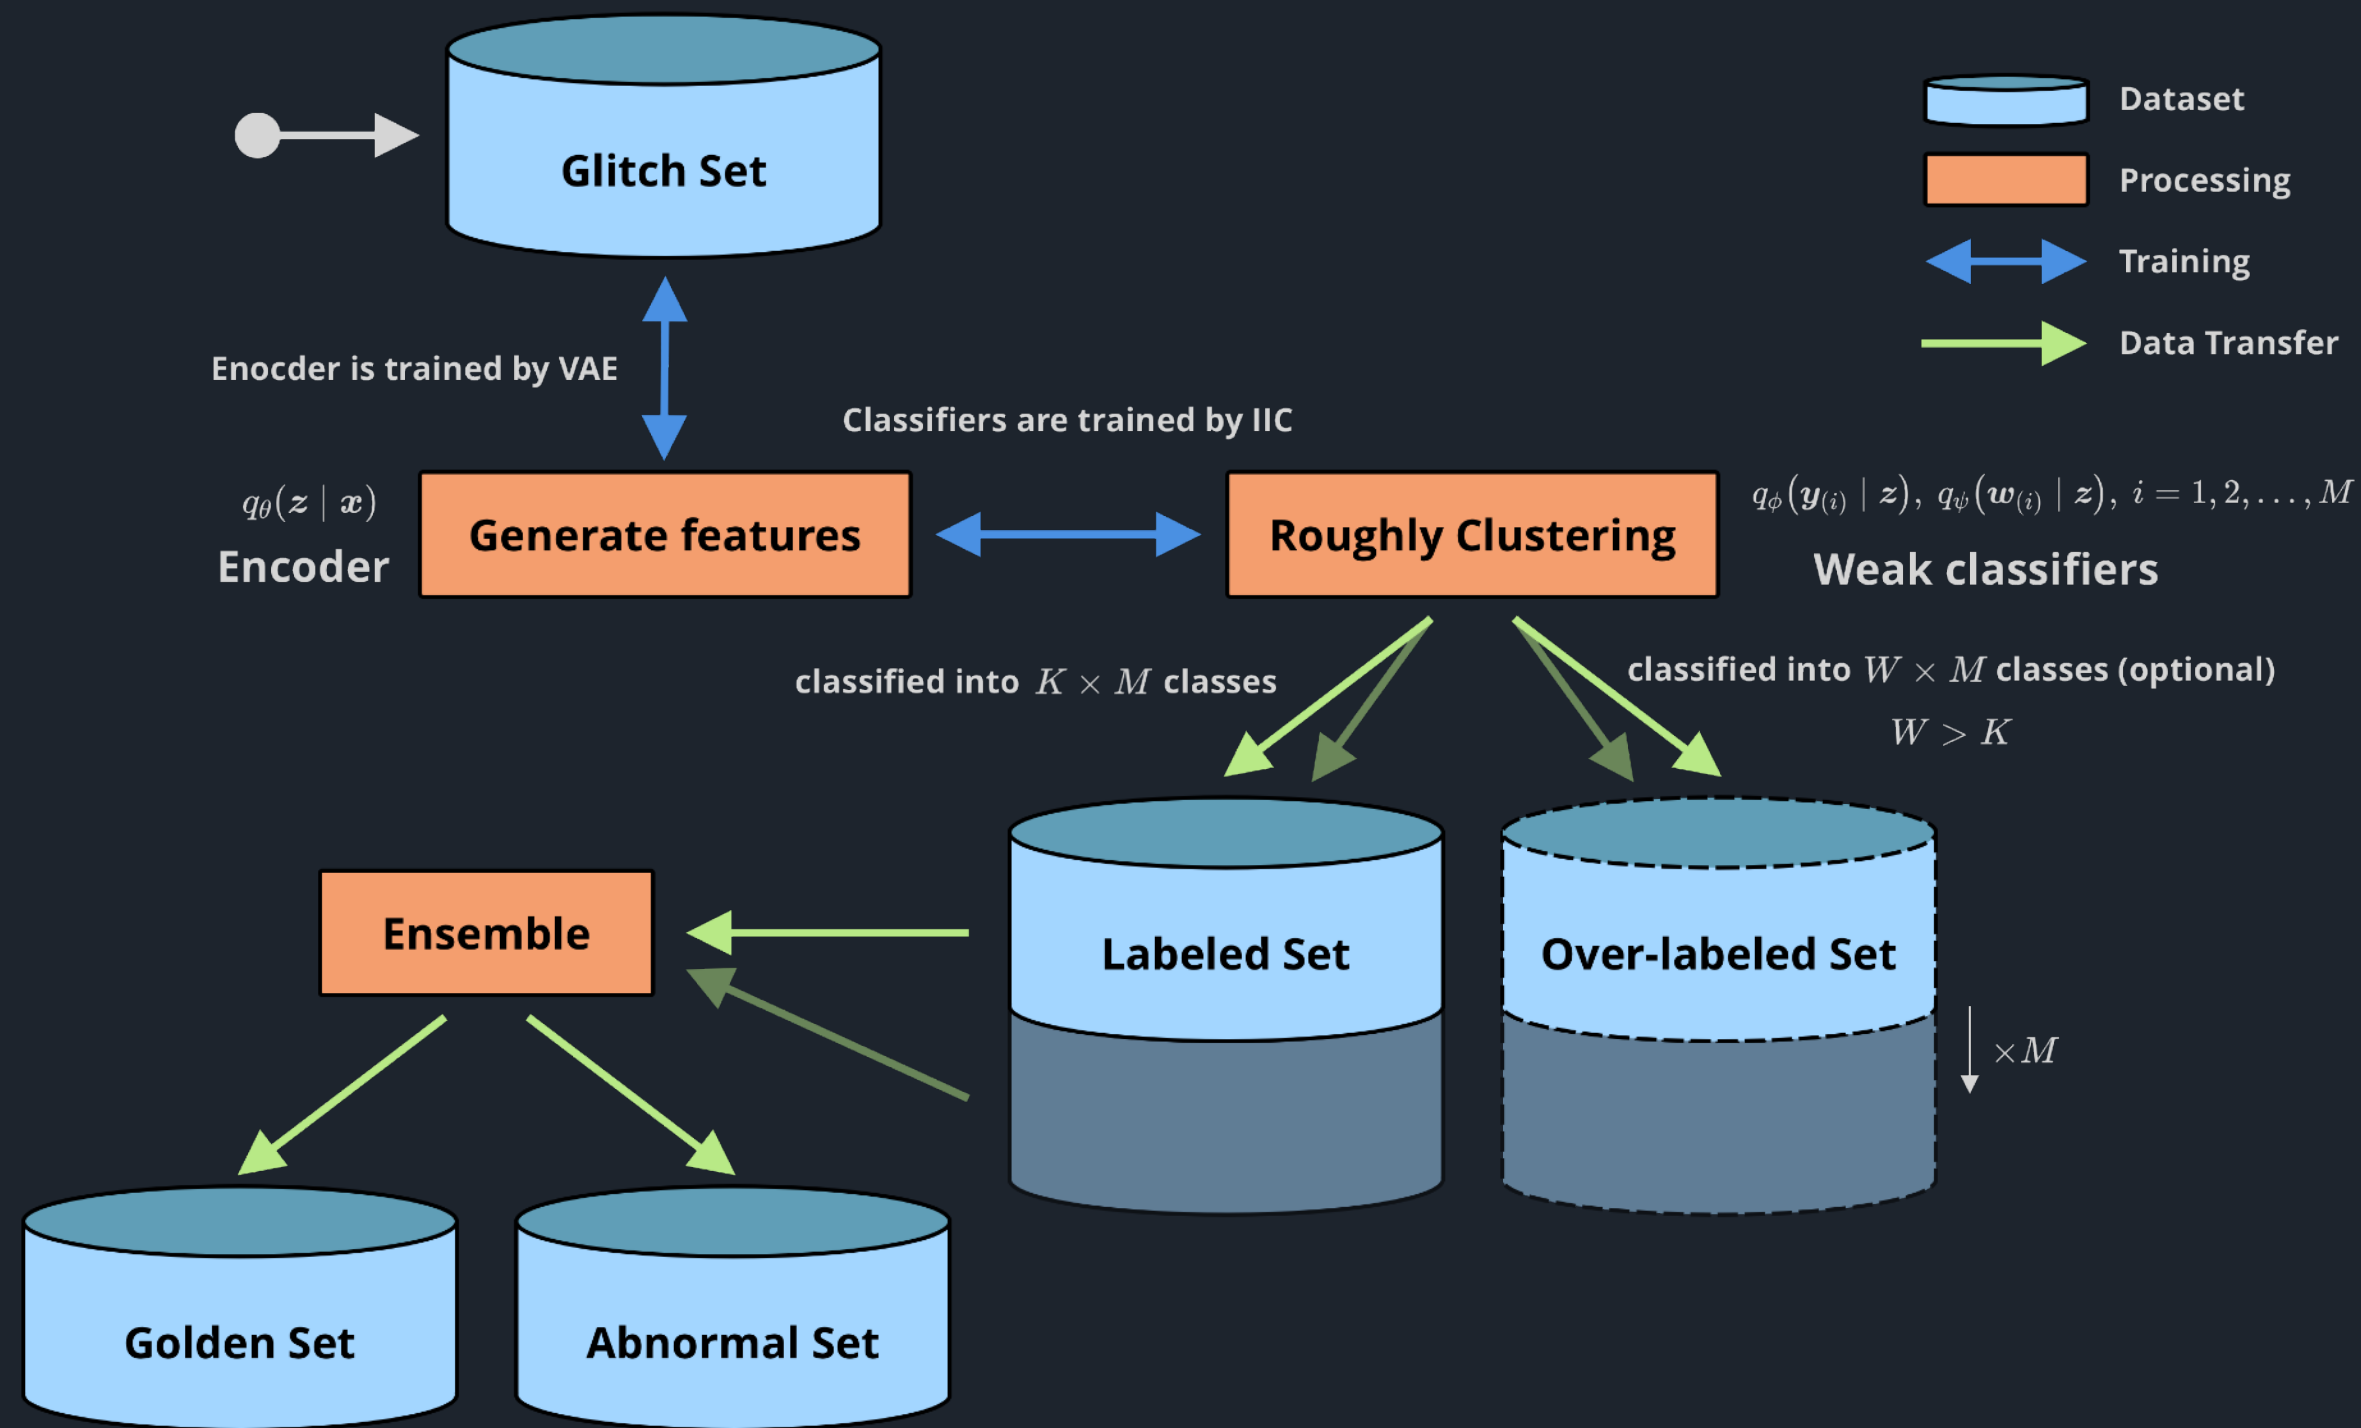 Glitch Set
Dataset
Processing
Training
Data Transfer
Enocder is trained by VAE
Classifiers are trained by IIC
qθ(z | x)
Encoder
Generate features
Roughly Clustering
qϕ(y(i) | z), qψ(w(i) | z), i = 1, 2, . . . , M
Weak classifiers
classified into K × M classes
classified into W × M classes (optional)
W > K
Ensemble
Labeled Set
Over-labeled Set
×M
Golden Set
Abnormal Set